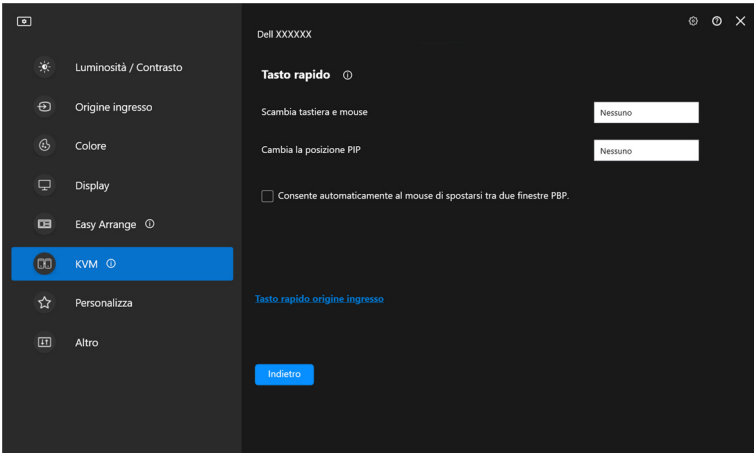 Dell XXXXXX
Luminosità / Contrasto
Origine ingresso
Colore
Display
Easy Arrange
KVM
Personalizza
Altro
Tasto rapido
Scambia tastiera e mouse
Nessuno
Cambia la posizione PIP
Nessuno
Consente automaticamente al mouse di spostarsi tra due finestre PBP.
Tasto rapido origine ingresso
Indietro